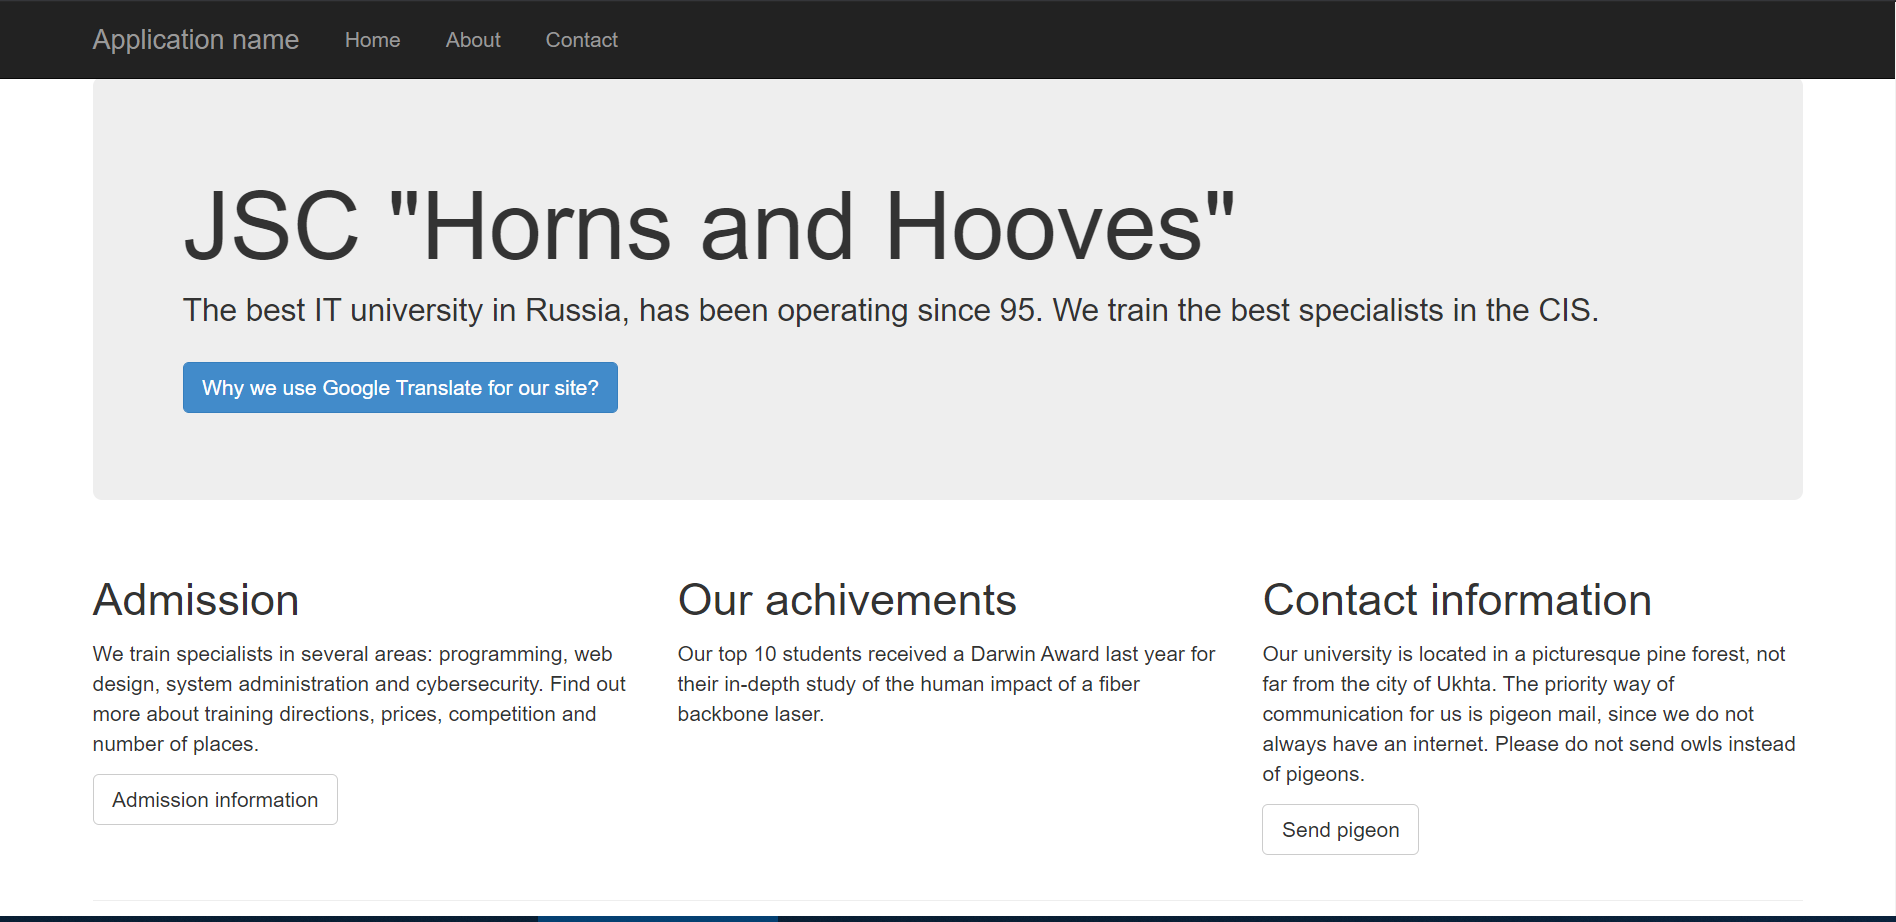 Application name Home About Contact
JSC "Horns and Hooves"
The best IT university in Russia, has been operating since 95. We train the best specialists in the CIS.
Why we use Google Translate for our site?
Admission
We train specialists in several areas: programming, web
design, system administration and cybersecurity. Find out
more about training directions, prices, competition and
number of places.
Admission information
Our achivements
Our top 10 students received a Darwin Award last year for
their in-depth study of the human impact of a fiber
backbone laser.
Contact information
Our university is located in a picturesque pine forest, not
far from the city of Ukhta. The priority way of
communication for us is pigeon mail, since we do not
always have an internet. Please do not send owls instead
of pigeons.
Send pigeon